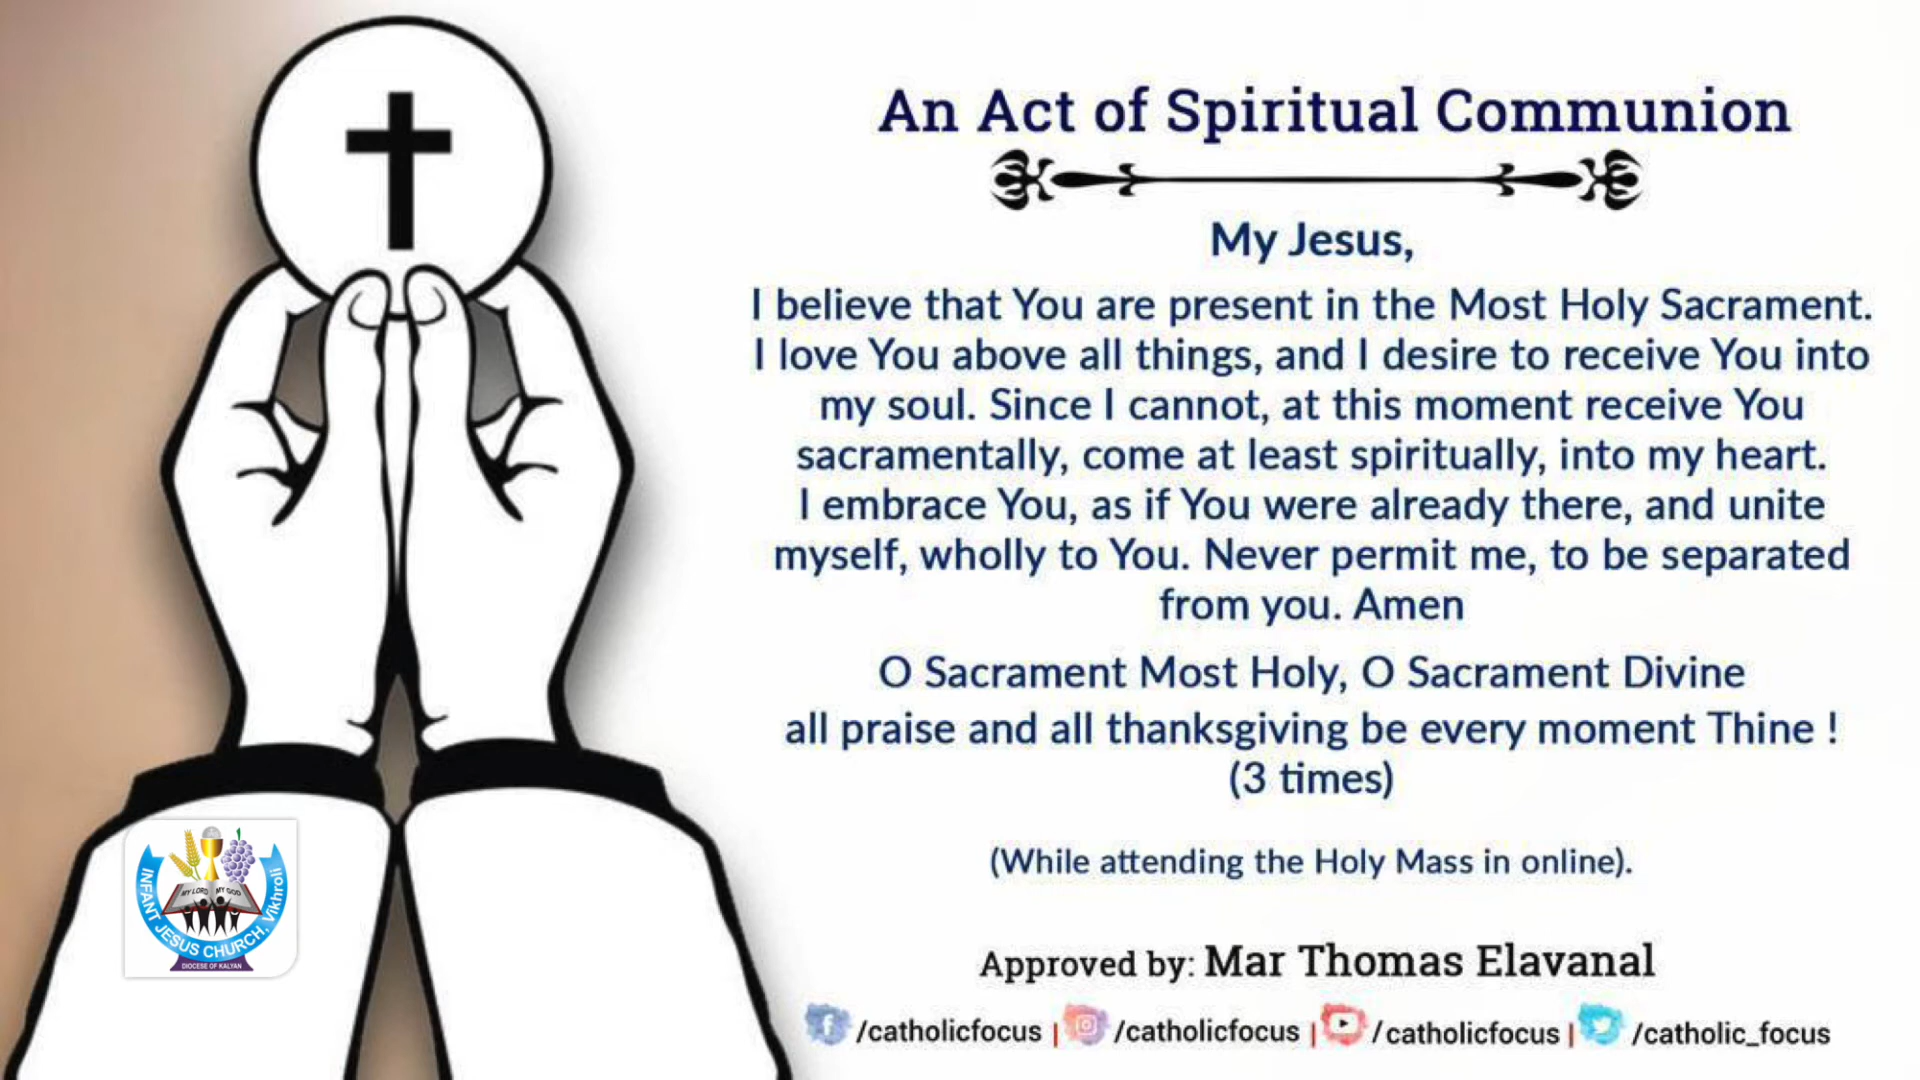 An Act of Spiritual Communion
My Jesus,
I believe that You are present in the Most Holy Sacrament.
I love You above all things, and I desire to receive You into
my soul. Since I cannot, at this moment receive You
sacramentally, come at least spiritually, into my heart.
I embrace You, as if You were already there, and unite
myself, wholly to You. Never permit me, to be separated
from you. Amen
O Sacrament Most Holy, O Sacrament Divine
all praise and all thanksgiving be every moment Thine !
(3 times)
(While attending the Holy Mass in online).
Approved by: Mar Thomas Elavanal
/catholicfocus | /catholicfocus | /catholicfocus | /catholic_focus
MY LORD MY GOD
INFANT JESUS CHURCH, Vikhroli
DIOCESE OF KALYAN